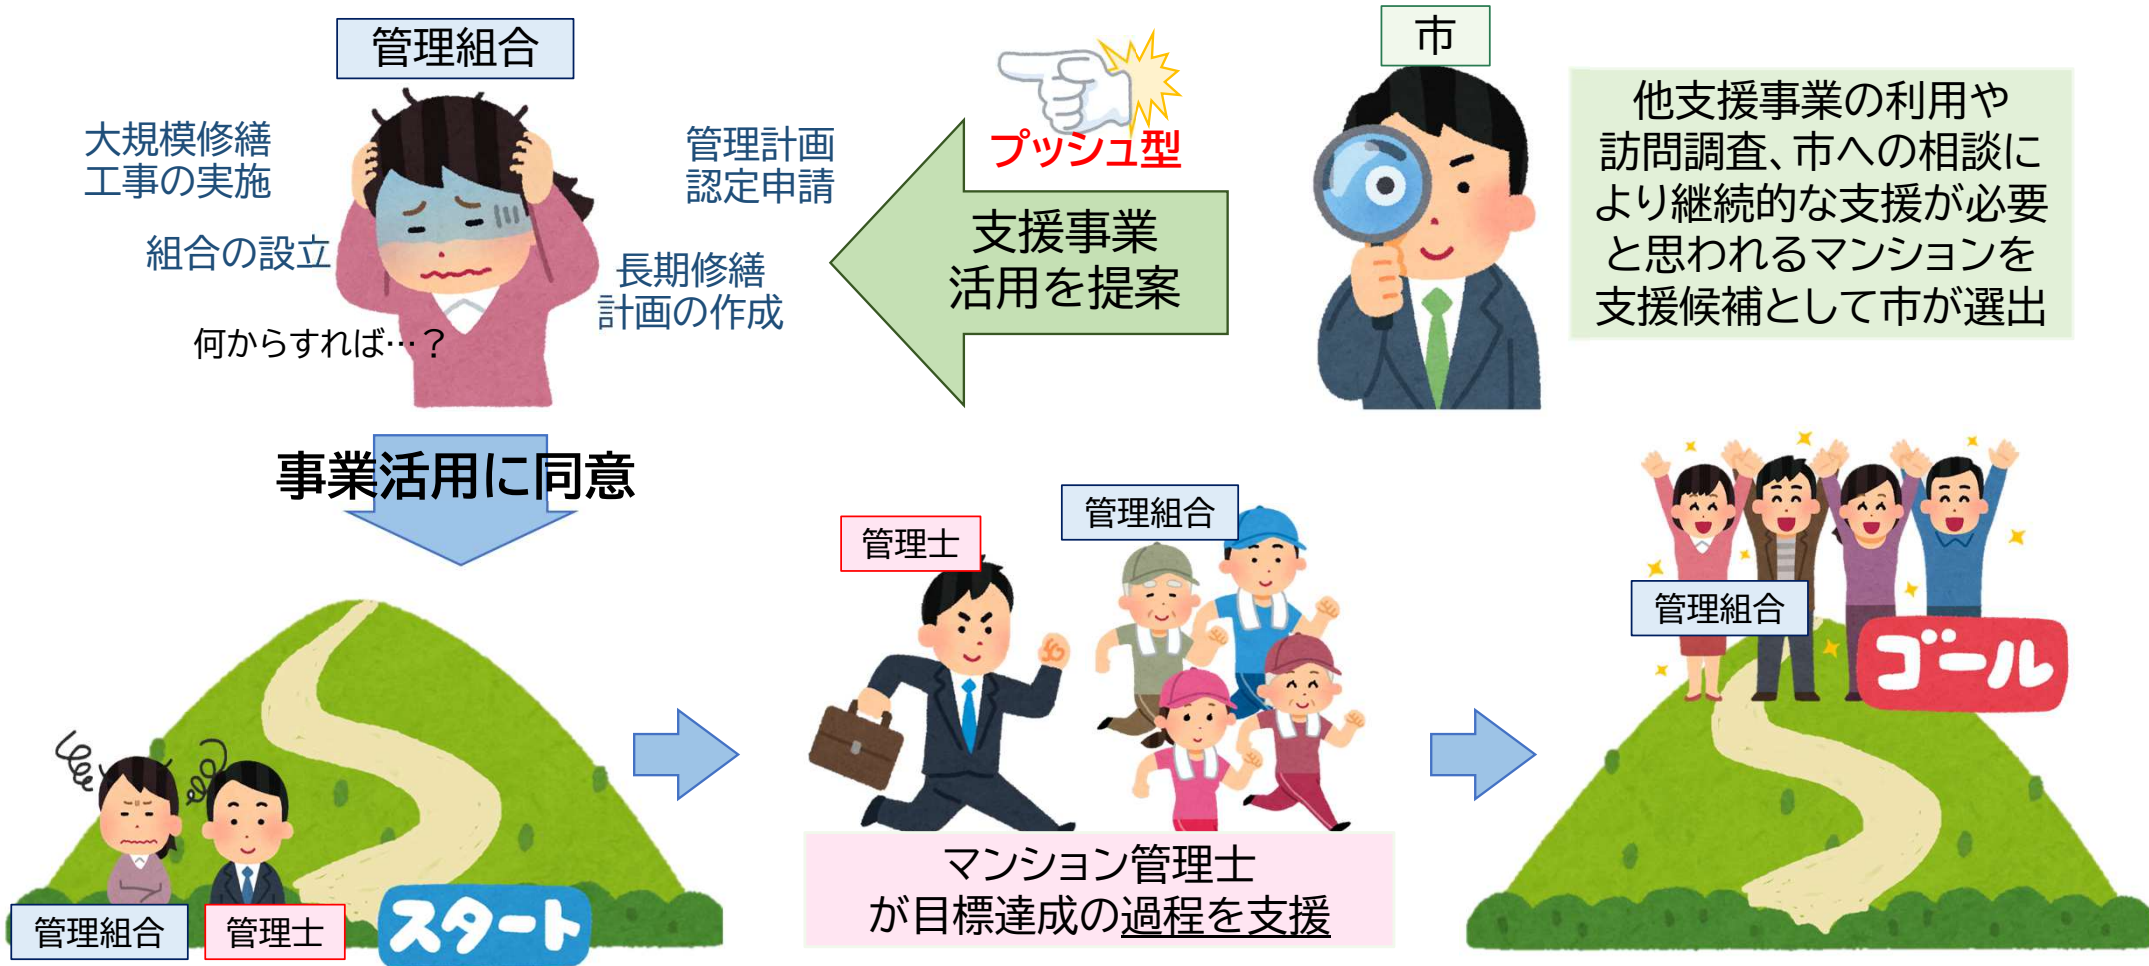 管理組合
大規模修繕
工事の実施
組合の設立
何からすれば…？
管理計画
認定申請
長期修繕
計画の作成
プッシュ型
支援事業
活用を提案
市
他支援事業の利用や
訪問調査、市への相談に
より継続的な支援が必要
と思われるマンションを
支援候補として市が選出
事業活用に同意
管理組合
管理士
スタート
管理士
管理組合
マンション管理士
が目標達成の過程を支援
管理組合
ゴール